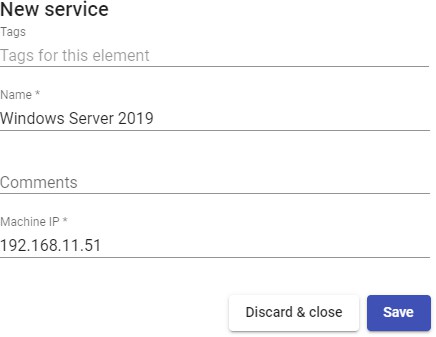 New service
Tags
Tags for this element
Name *
Windows Server 2019
Comments
Machine IP *
192.168.11.51
Discard & close
Save